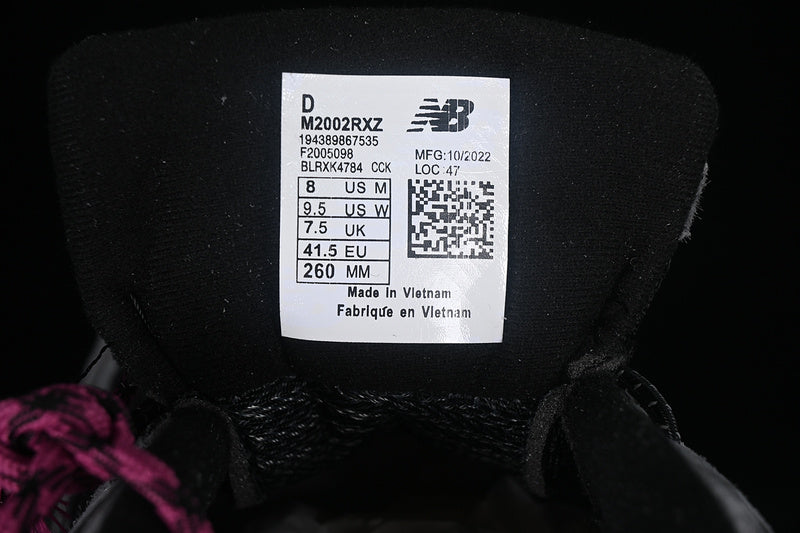 D
M2002RXZ
194389867535
F2005098
BLRXK4784 CCK
NB
MFG:10/2022
LOC :47
8 US M
9.5 US W
7.5 UK
41.5 EU
260 MM
Made in Vietnam
Fabrique en Vietnam